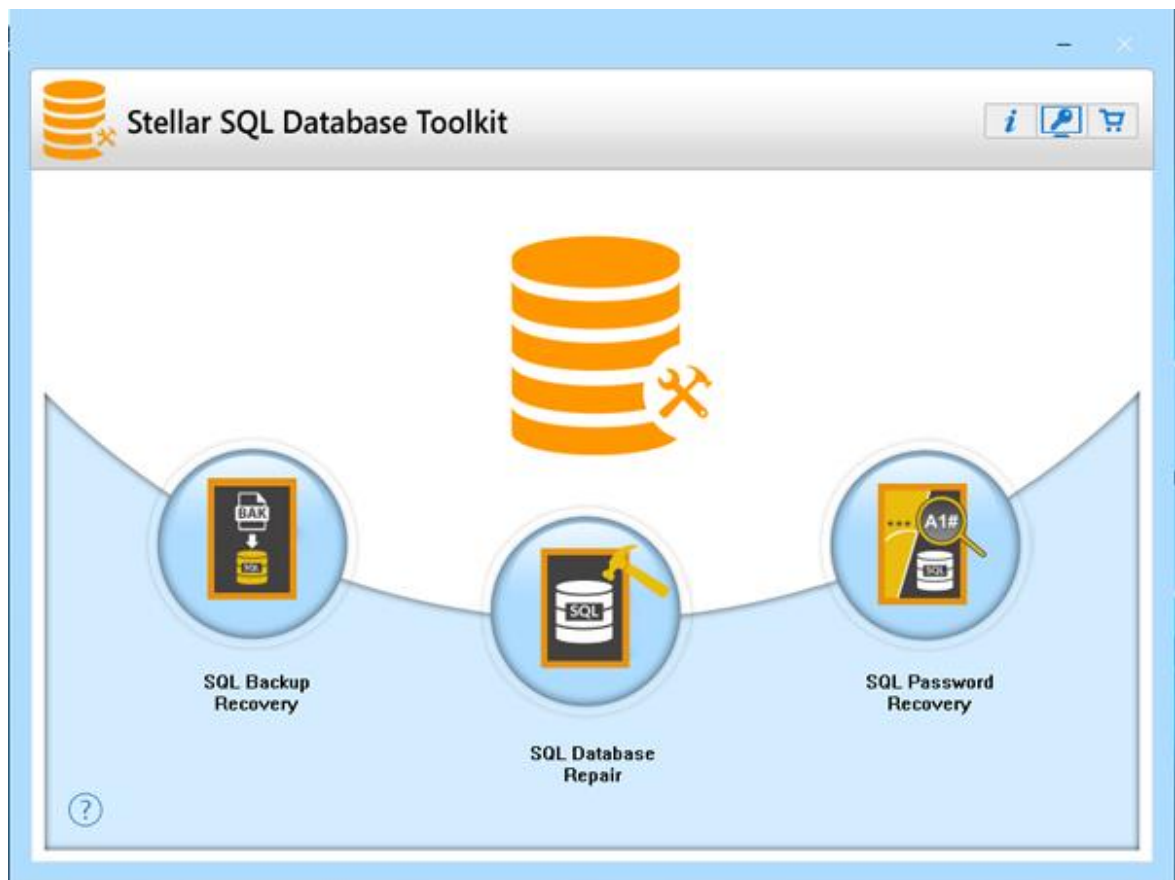 Stellar SQL Database Toolkit
i
BAK
SQL
SQL Backup
Recovery
SQL
SQL Database
Repair
A1#
SQL
SQL Password
Recovery
?